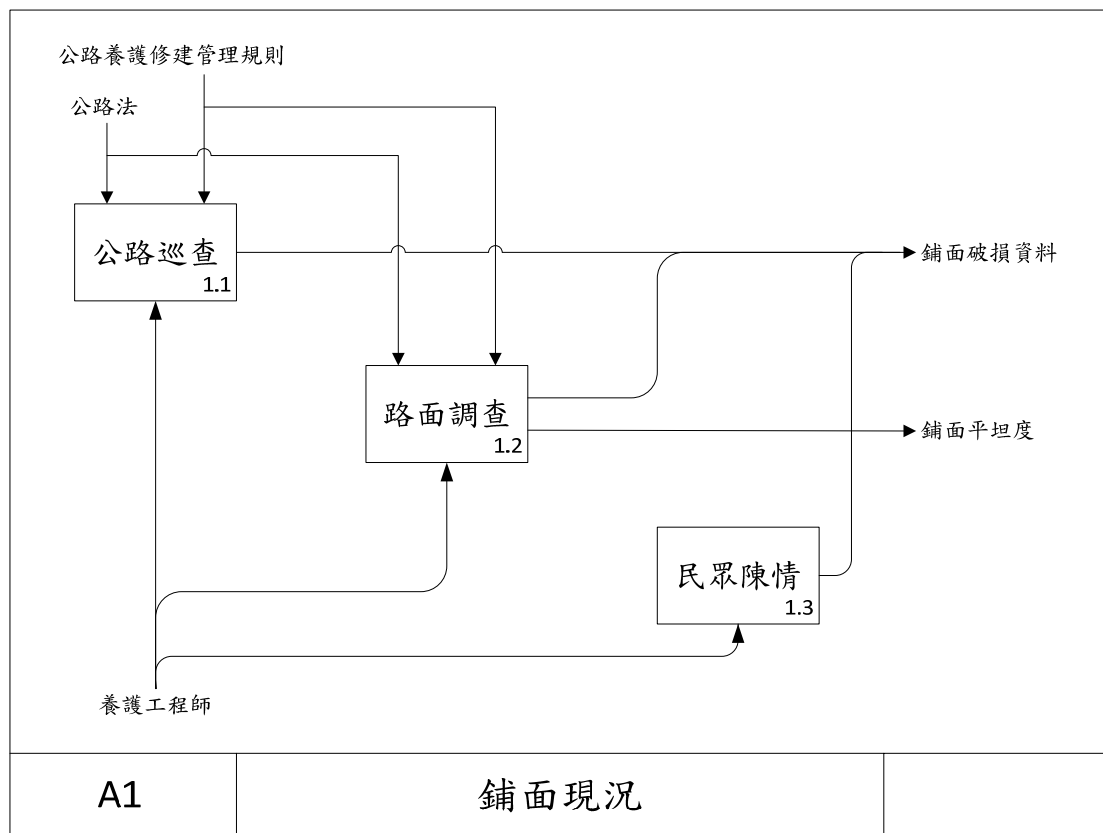 公路養護修建管理規則
公路法
公路巡查
1.1
鋪面破損資料
路面調查
1.2
鋪面平坦度
民眾陳情
1.3
養護工程師
A1
鋪面現況